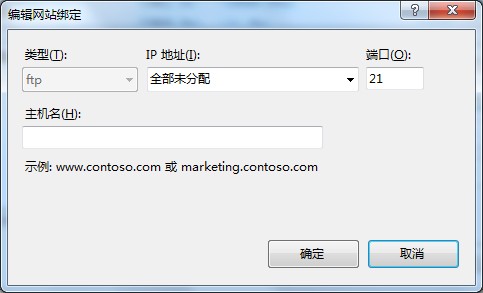 编辑网站绑定
类型(T):
IP 地址(I):
端口(O):
ftp
全部未分配
21
主机名(H):
示例: www.contoso.com 或 marketing.contoso.com
确定
取消